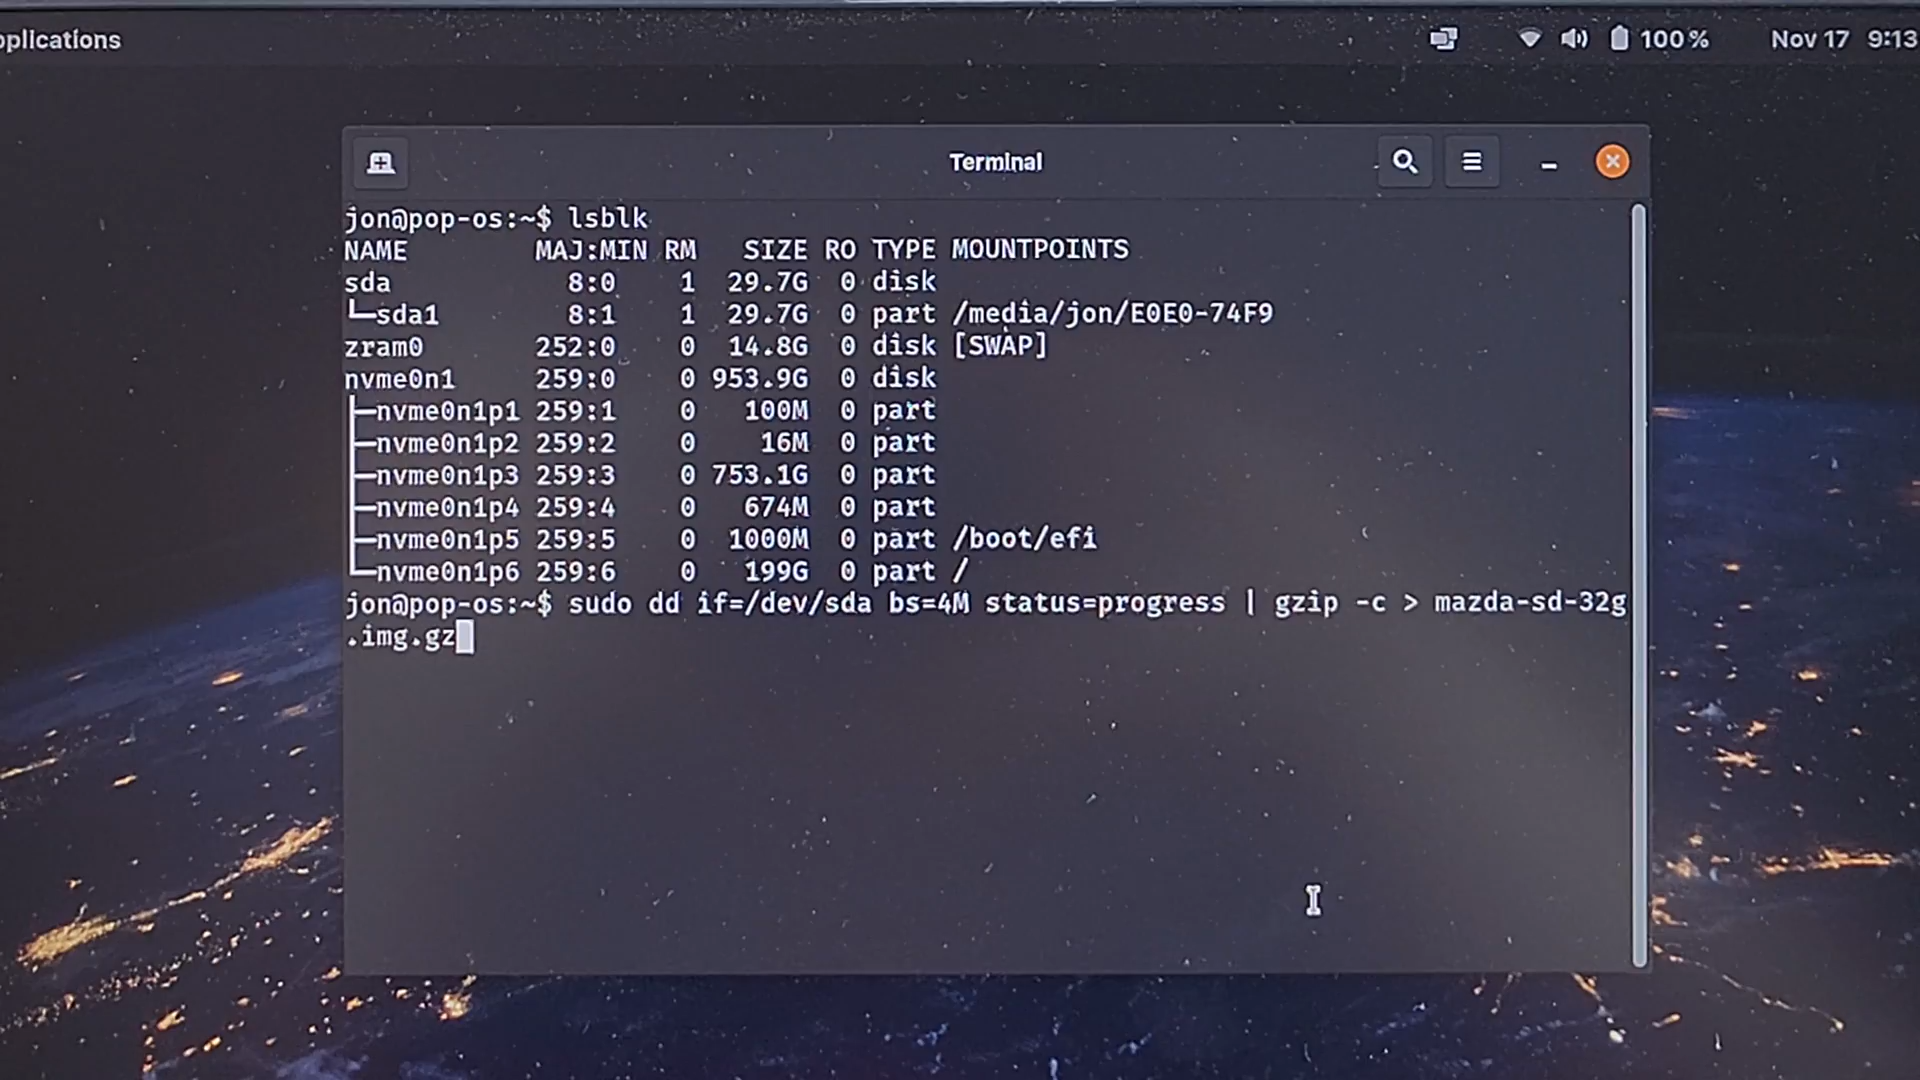 pplications
100% Nov 17 9:13
Terminal
jon@pop-os:~$ lsblk
NAME MAJ:MIN RM SIZE RO TYPE MOUNTPOINTS
sda 8:0 1 29.7G 0 disk
└─sda1 8:1 1 29.7G 0 part /media/jon/E0E0-74F9
zram0 252:0 0 14.8G 0 disk [SWAP]
nvme0n1 259:0 0 953.9G 0 disk
├─nvme0n1p1 259:1 0 100M 0 part
├─nvme0n1p2 259:2 0 16M 0 part
├─nvme0n1p3 259:3 0 753.1G 0 part
├─nvme0n1p4 259:4 0 674M 0 part
├─nvme0n1p5 259:5 0 1000M 0 part /boot/efi
└─nvme0n1p6 259:6 0 199G 0 part /
jon@pop-os:~$ sudo dd if=/dev/sda bs=4M status=progress | gzip -c > mazda-sd-32g
.img.gz